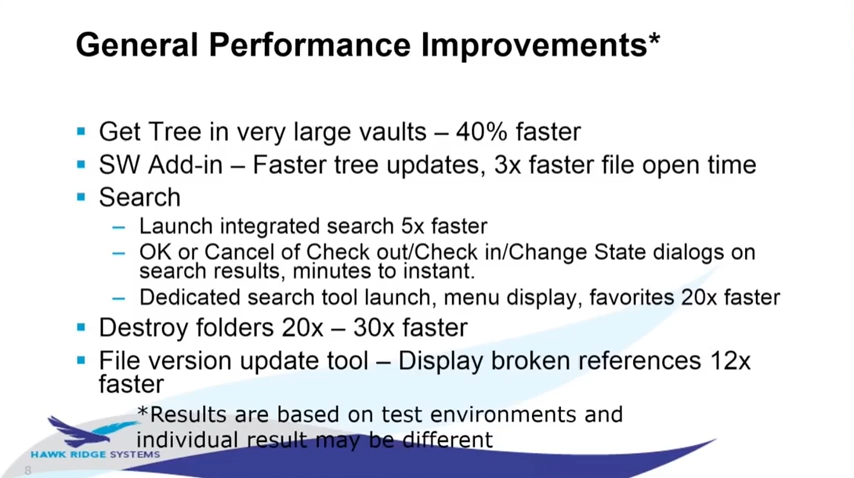 General Performance Improvements*
Get Tree in very large vaults – 40% faster
SW Add-in – Faster tree updates, 3x faster file open time
Search
– Launch integrated search 5x faster
– OK or Cancel of Check out/Check in/Change State dialogs on
search results, minutes to instant.
– Dedicated search tool launch, menu display, favorites 20x faster
Destroy folders 20x – 30x faster
File version update tool – Display broken references 12x
faster
*Results are based on test environments and
individual result may be different
HAWK RIDGE SYSTEMS
8